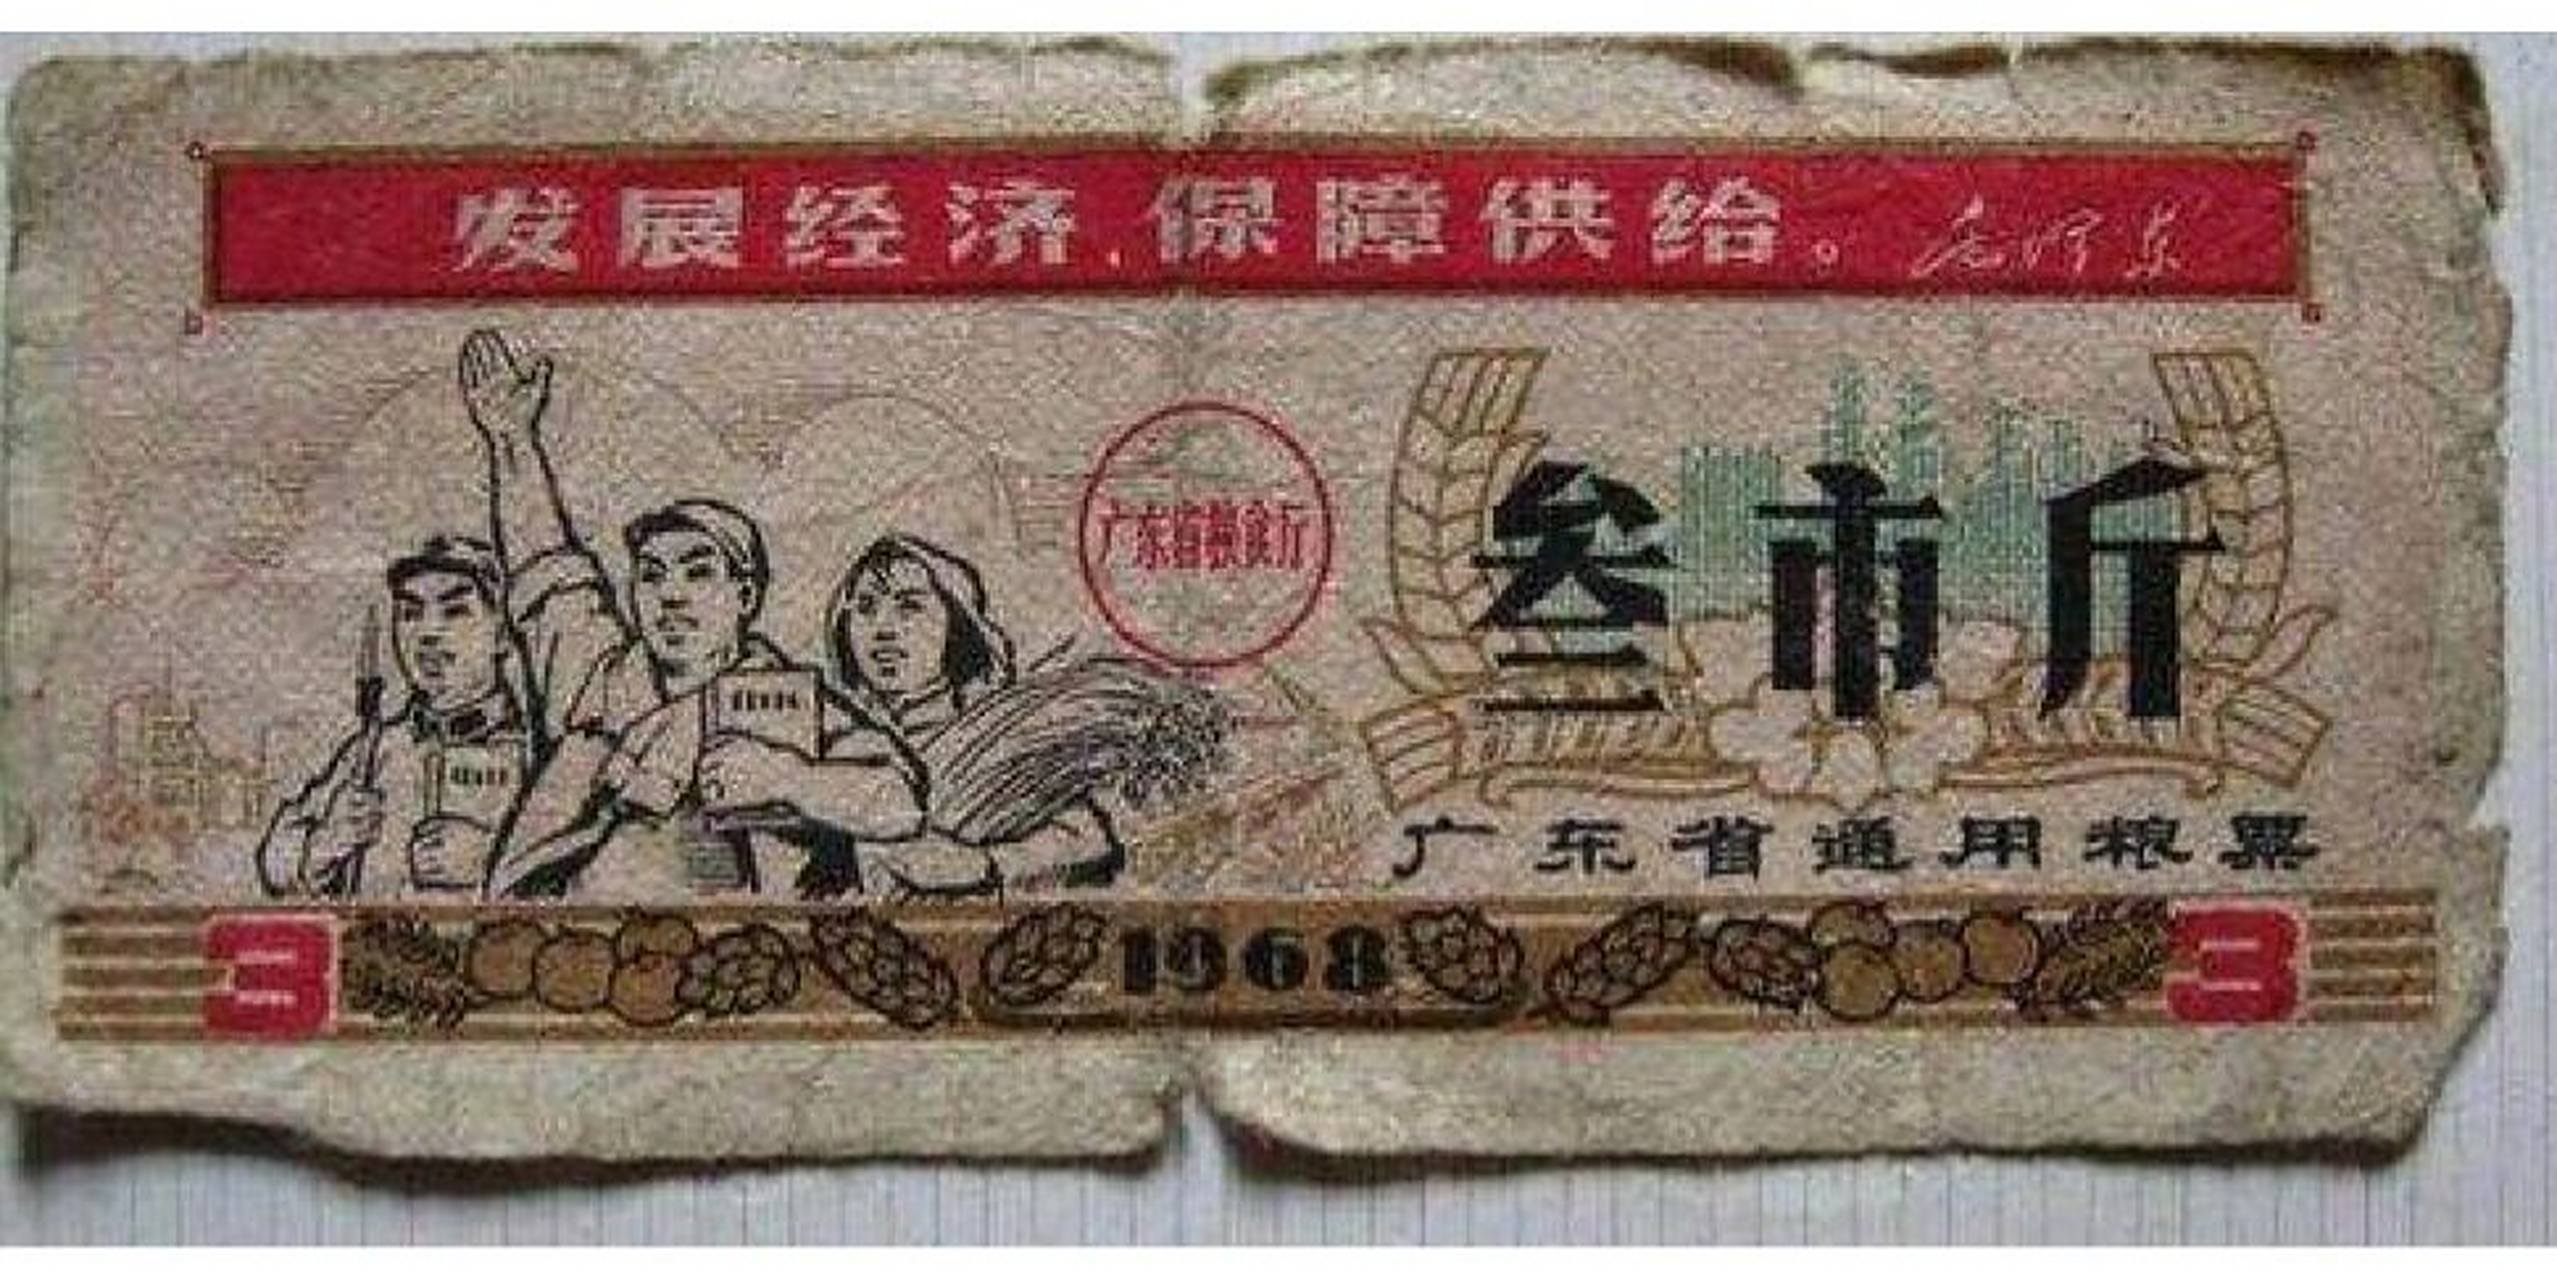 发展经济,保障供给。毛泽东
广东省粮食厅
叁市斤
广东省通用粮票
3 1968 3